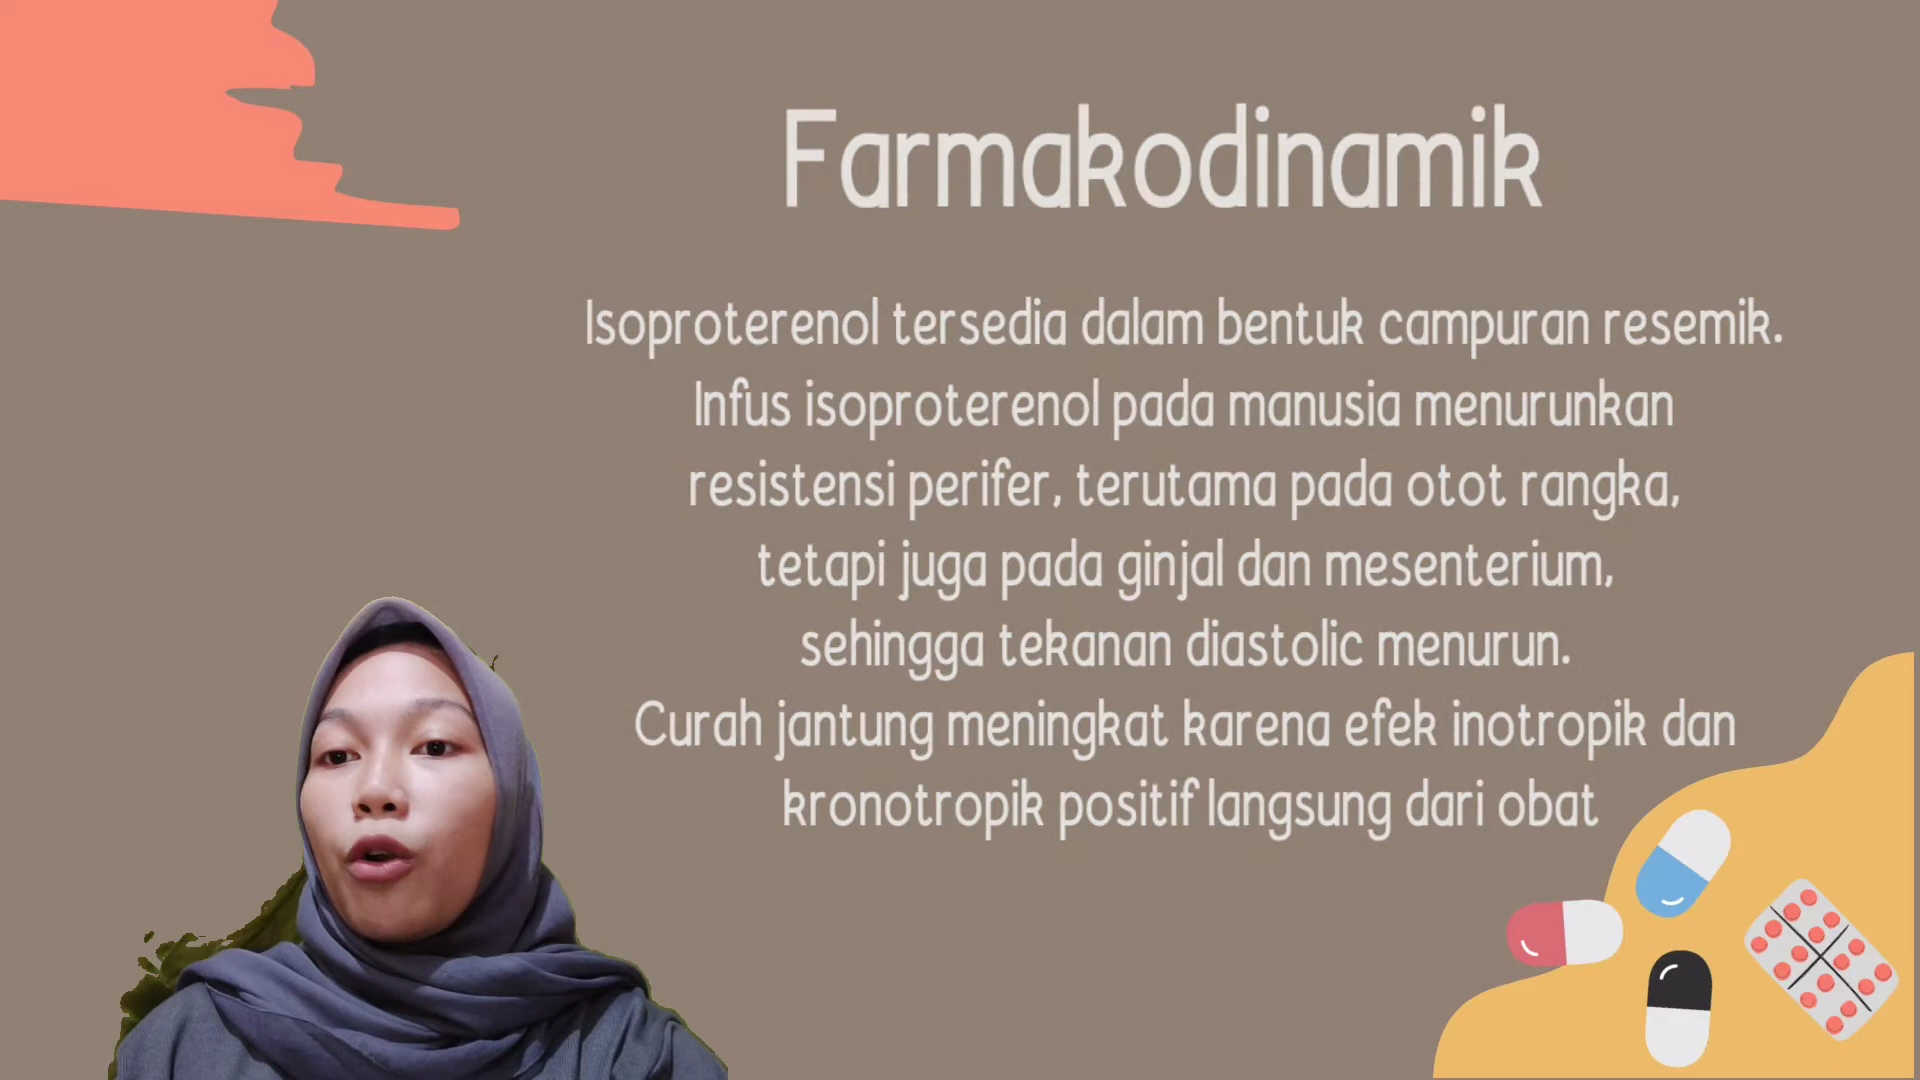 Farmakodinamik
Isoproterenol tersedia dalam bentuk campuran resemik.
Infus isoproterenol pada manusia menurunkan
resistensi perifer, terutama pada otot rangka,
tetapi juga pada ginjal dan mesenterium,
sehingga tekanan diastolic menurun.
Curah jantung meningkat karena efek inotropik dan
kronotropik positif langsung dari obat